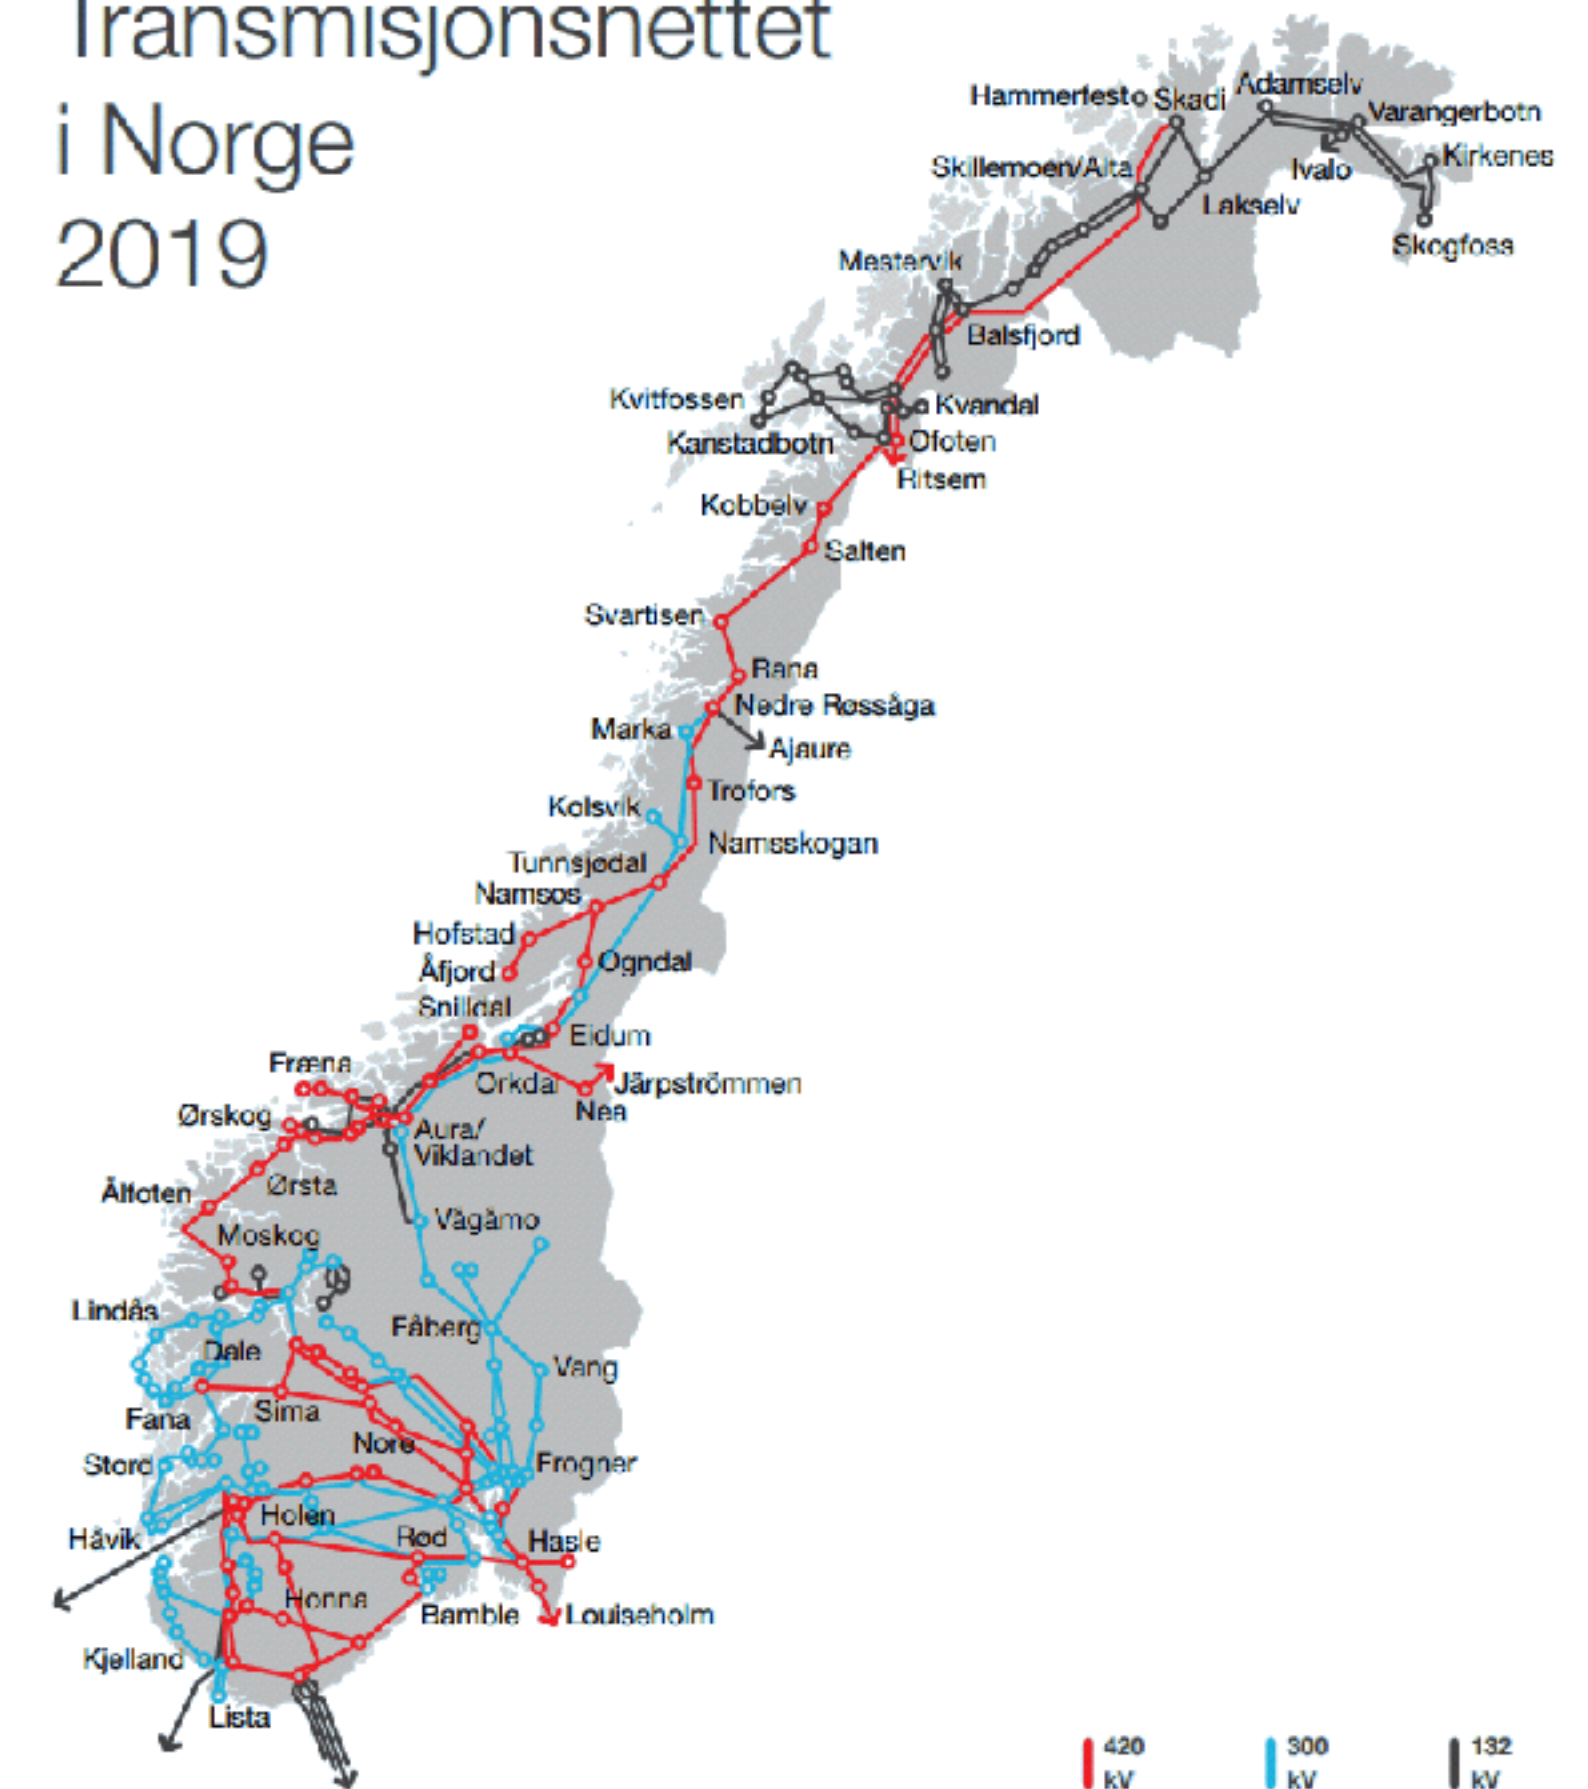 Transmisjonsnettet
i Norge
2019
Hammerfest
Skadi
Adamselv
Varangerbotn
Skillemoen/Alta
Ivalo
Kirkenes
Lakselv
Skogfoss
Mestervik
Balsfjord
Kvitfossen
Kvandal
Kanstadbotn
Ofoten
Ritsem
Kobbelv
Salten
Svartisen
Rana
Nedre Røssåga
Marka
Ajaure
Trofors
Kolsvik
Namsskogan
Tunnsjødal
Namsos
Hofstad
Ogndal
Åfjord
Snilldal
Eidum
Fræna
Orkdal
Järpströmmen
Nea
Ørskog
Aura/
Viklandet
Ørsta
Ålfoten
Vågåmo
Moskog
Lindås
Fåberg
Dale
Vang
Sima
Fana
Nore
Stord
Frogner
Holen
Håvik
Rød
Hasle
Honna
Bamble
Louiseholm
Kjelland
Lista
420
kV
300
kV
132
kV